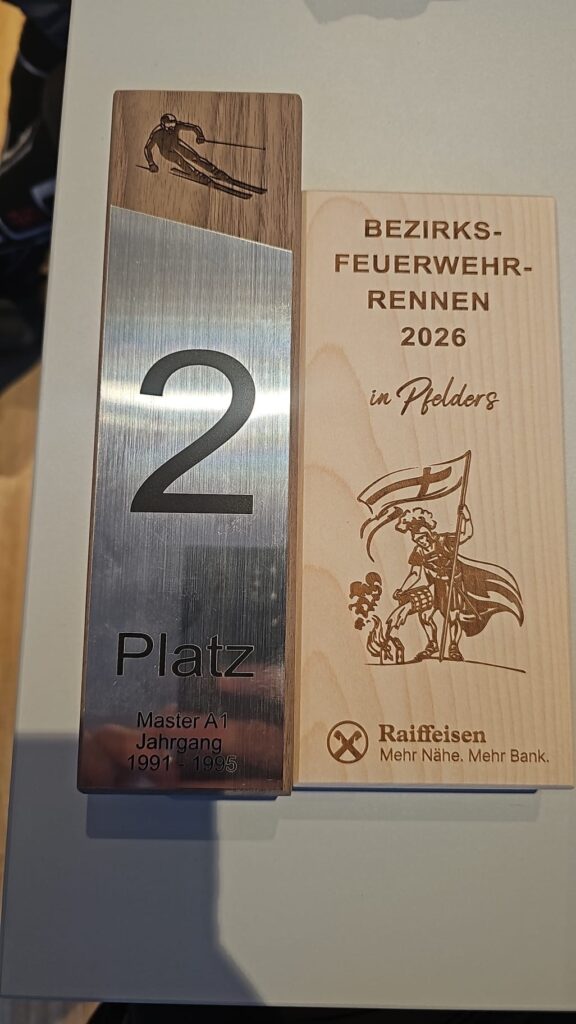 2
Platz
Master A1
Jahrgang
1991 - 1995
BEZIRKS-
FEUERWEHR-
RENNEN
2026
in Pfelders
Raiffeisen
Mehr Nähe. Mehr Bank.